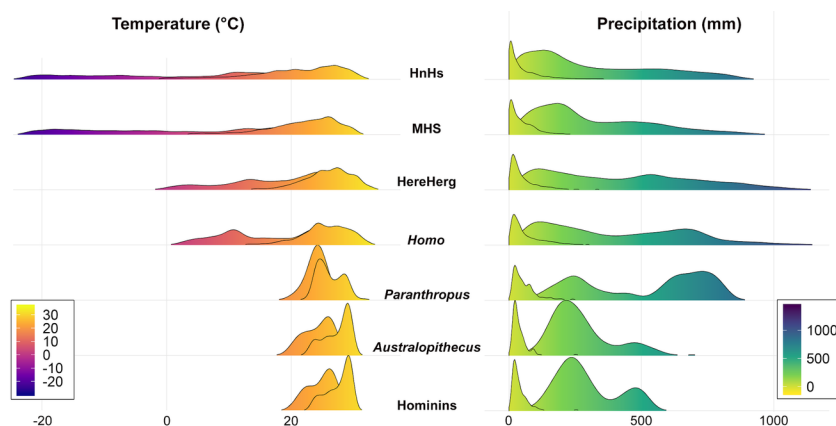 Temperature (°C) Precipitation (mm)
HnHs
MHS
HereHerg
Homo
Paranthropus
Australopithecus
Hominins
30
20
10
0
-10
-20
1000
500
0
-20 0 20 0 500 1000